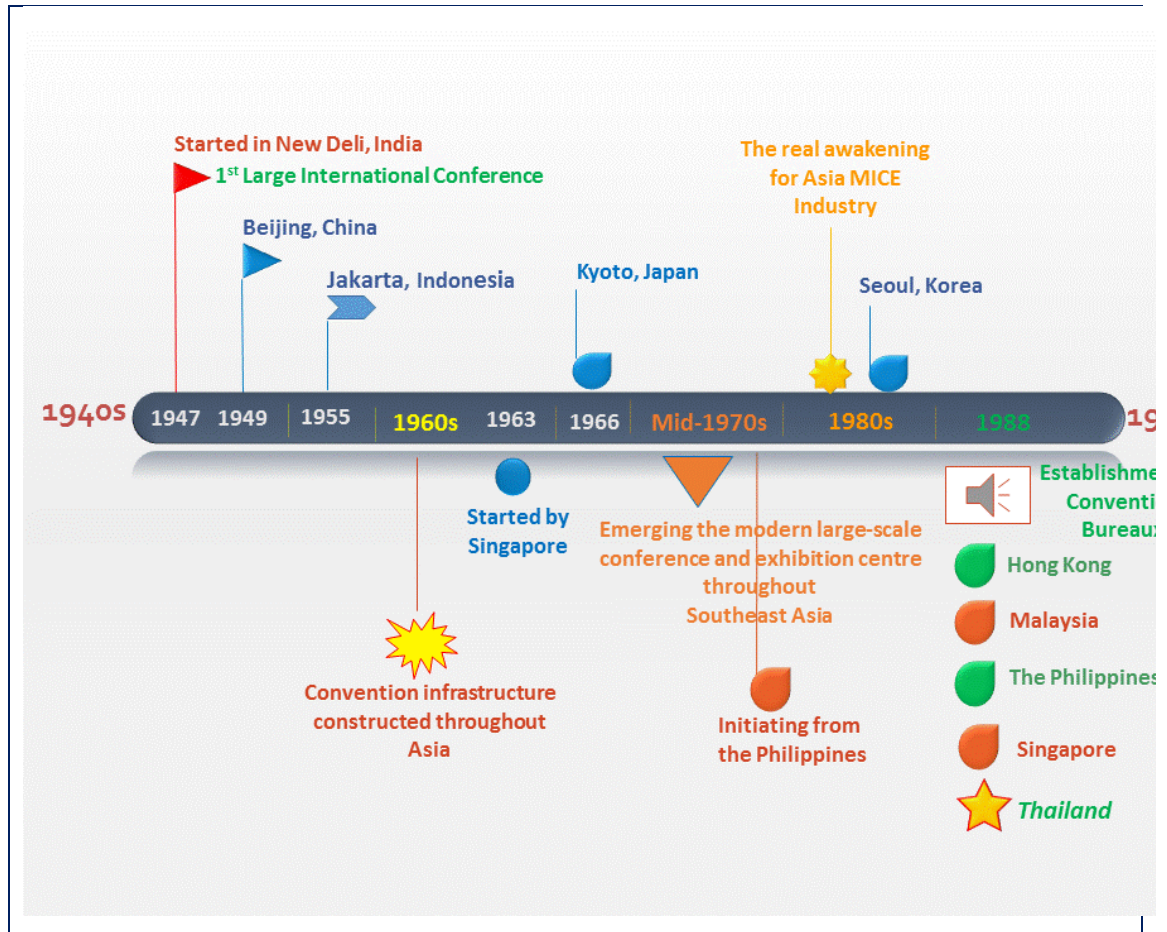 Started in New Deli, India
1st Large International Conference
Beijing, China
Jakarta, Indonesia
Kyoto, Japan
The real awakening
for Asia MICE
Industry
Seoul, Korea
1940s
1947
1949
1955
1960s
1963
1966
Mid-1970s
1980s
1988
Started by
Singapore
Convention infrastructure
constructed throughout
Asia
Emerging the modern large-scale
conference and exhibition centre
throughout
Southeast Asia
Initiating from
the Philippines
Hong Kong
Malaysia
The Philippines
Singapore
Thailand